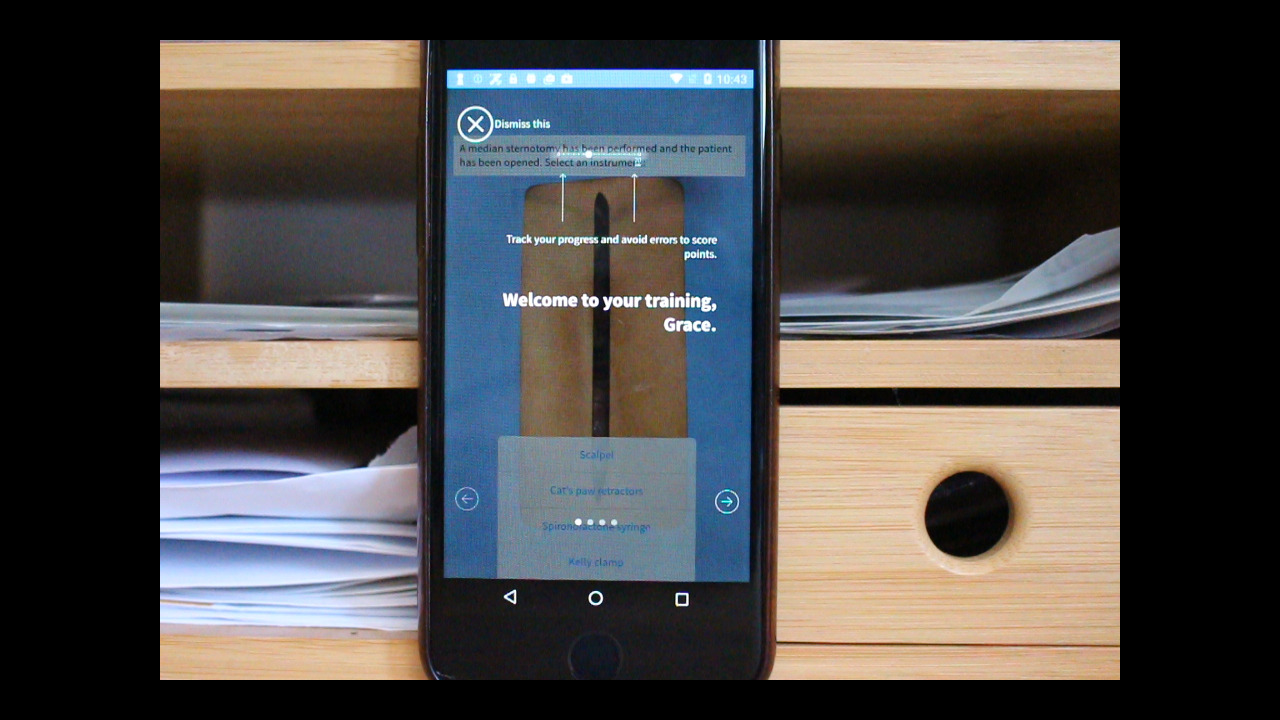 10:43
Dismiss this
A median sternotomy has been performed and the patient
has been opened. Select an instrument.
Track your progress and avoid errors to score
points.
Welcome to your training,
Grace.
Scalpel
Cat's paw retractors
Spironolactone syringe
Kelly clamp